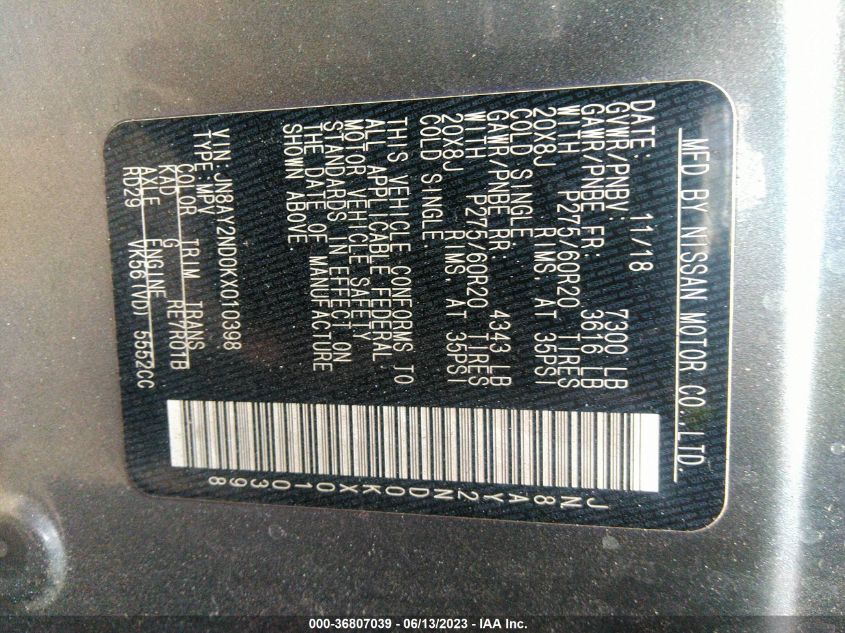 MFD BY NISSAN MOTOR CO.,LTD.
DATE: 11/18
GVWR/PNBV: 7300 LB
GAWR/PNBE FR: 3616 LB
WITH P275/60R20 TIRES
20X8J RIMS, AT 35PSI
COLD SINGLE
GAWR/PNBE RR: 4343 LB
WITH P275/60R20 TIRES
20X8J RIMS, AT 35PSI
COLD SINGLE
THIS VEHICLE CONFORMS TO
ALL APPLICABLE FEDERAL
MOTOR VEHICLE SAFETY
STANDARDS IN EFFECT ON
THE DATE OF MANUFACTURE
SHOWN ABOVE
VIN:JN8AY2ND0KX010398
TYPE:MPV
COLOR TRIM TRANS
KAD G RE7R01B
AXLE ENGINE
RD29 VK56(VD) 5552CC
JN8AY2ND0KX010398
000-36807039 - 06/13/2023 - IAA Inc.